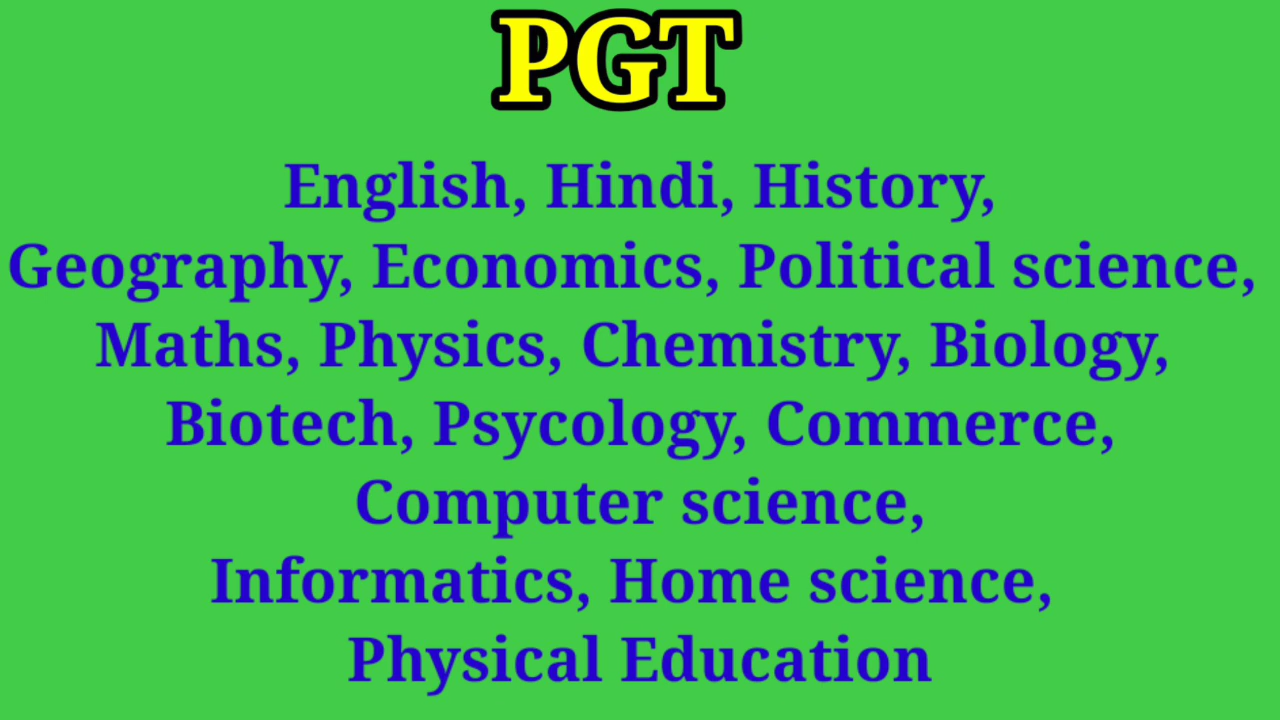 PGT
English, Hindi, History,
Geography, Economics, Political science,
Maths, Physics, Chemistry, Biology,
Biotech, Psycology, Commerce,
Computer science,
Informatics, Home science,
Physical Education